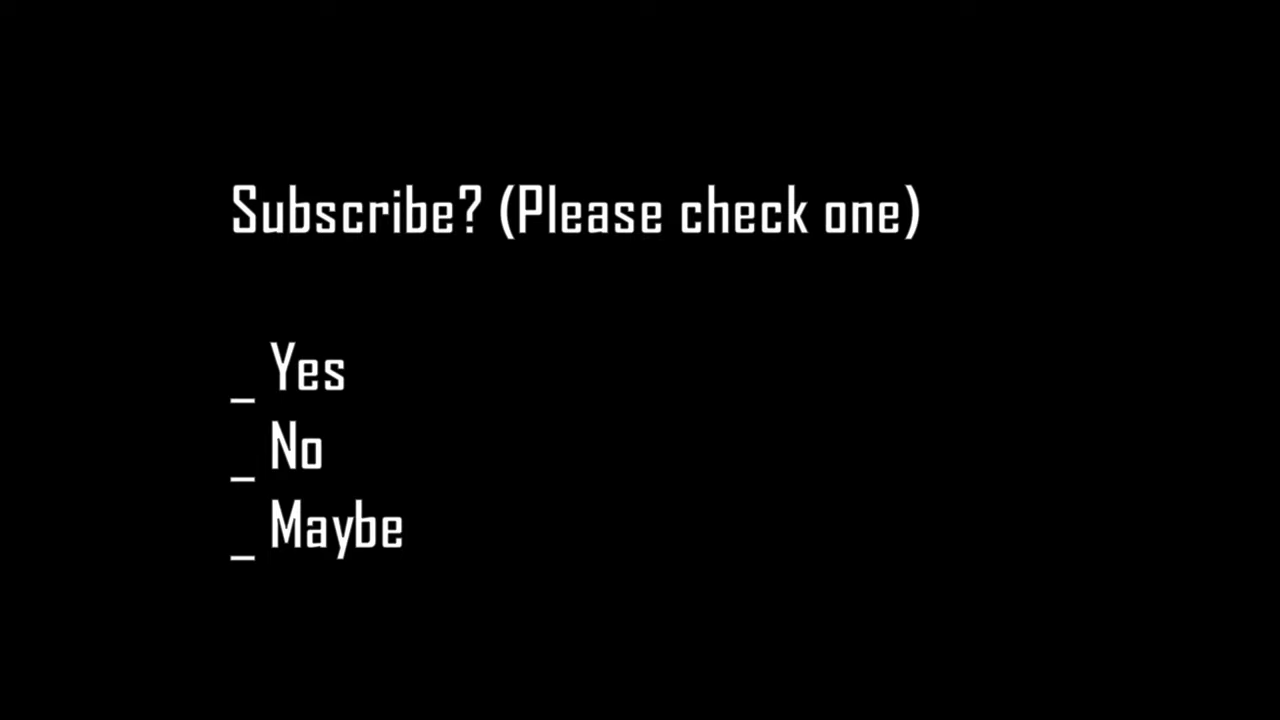 Subscribe? (Please check one)
_ Yes
_ No
_ Maybe